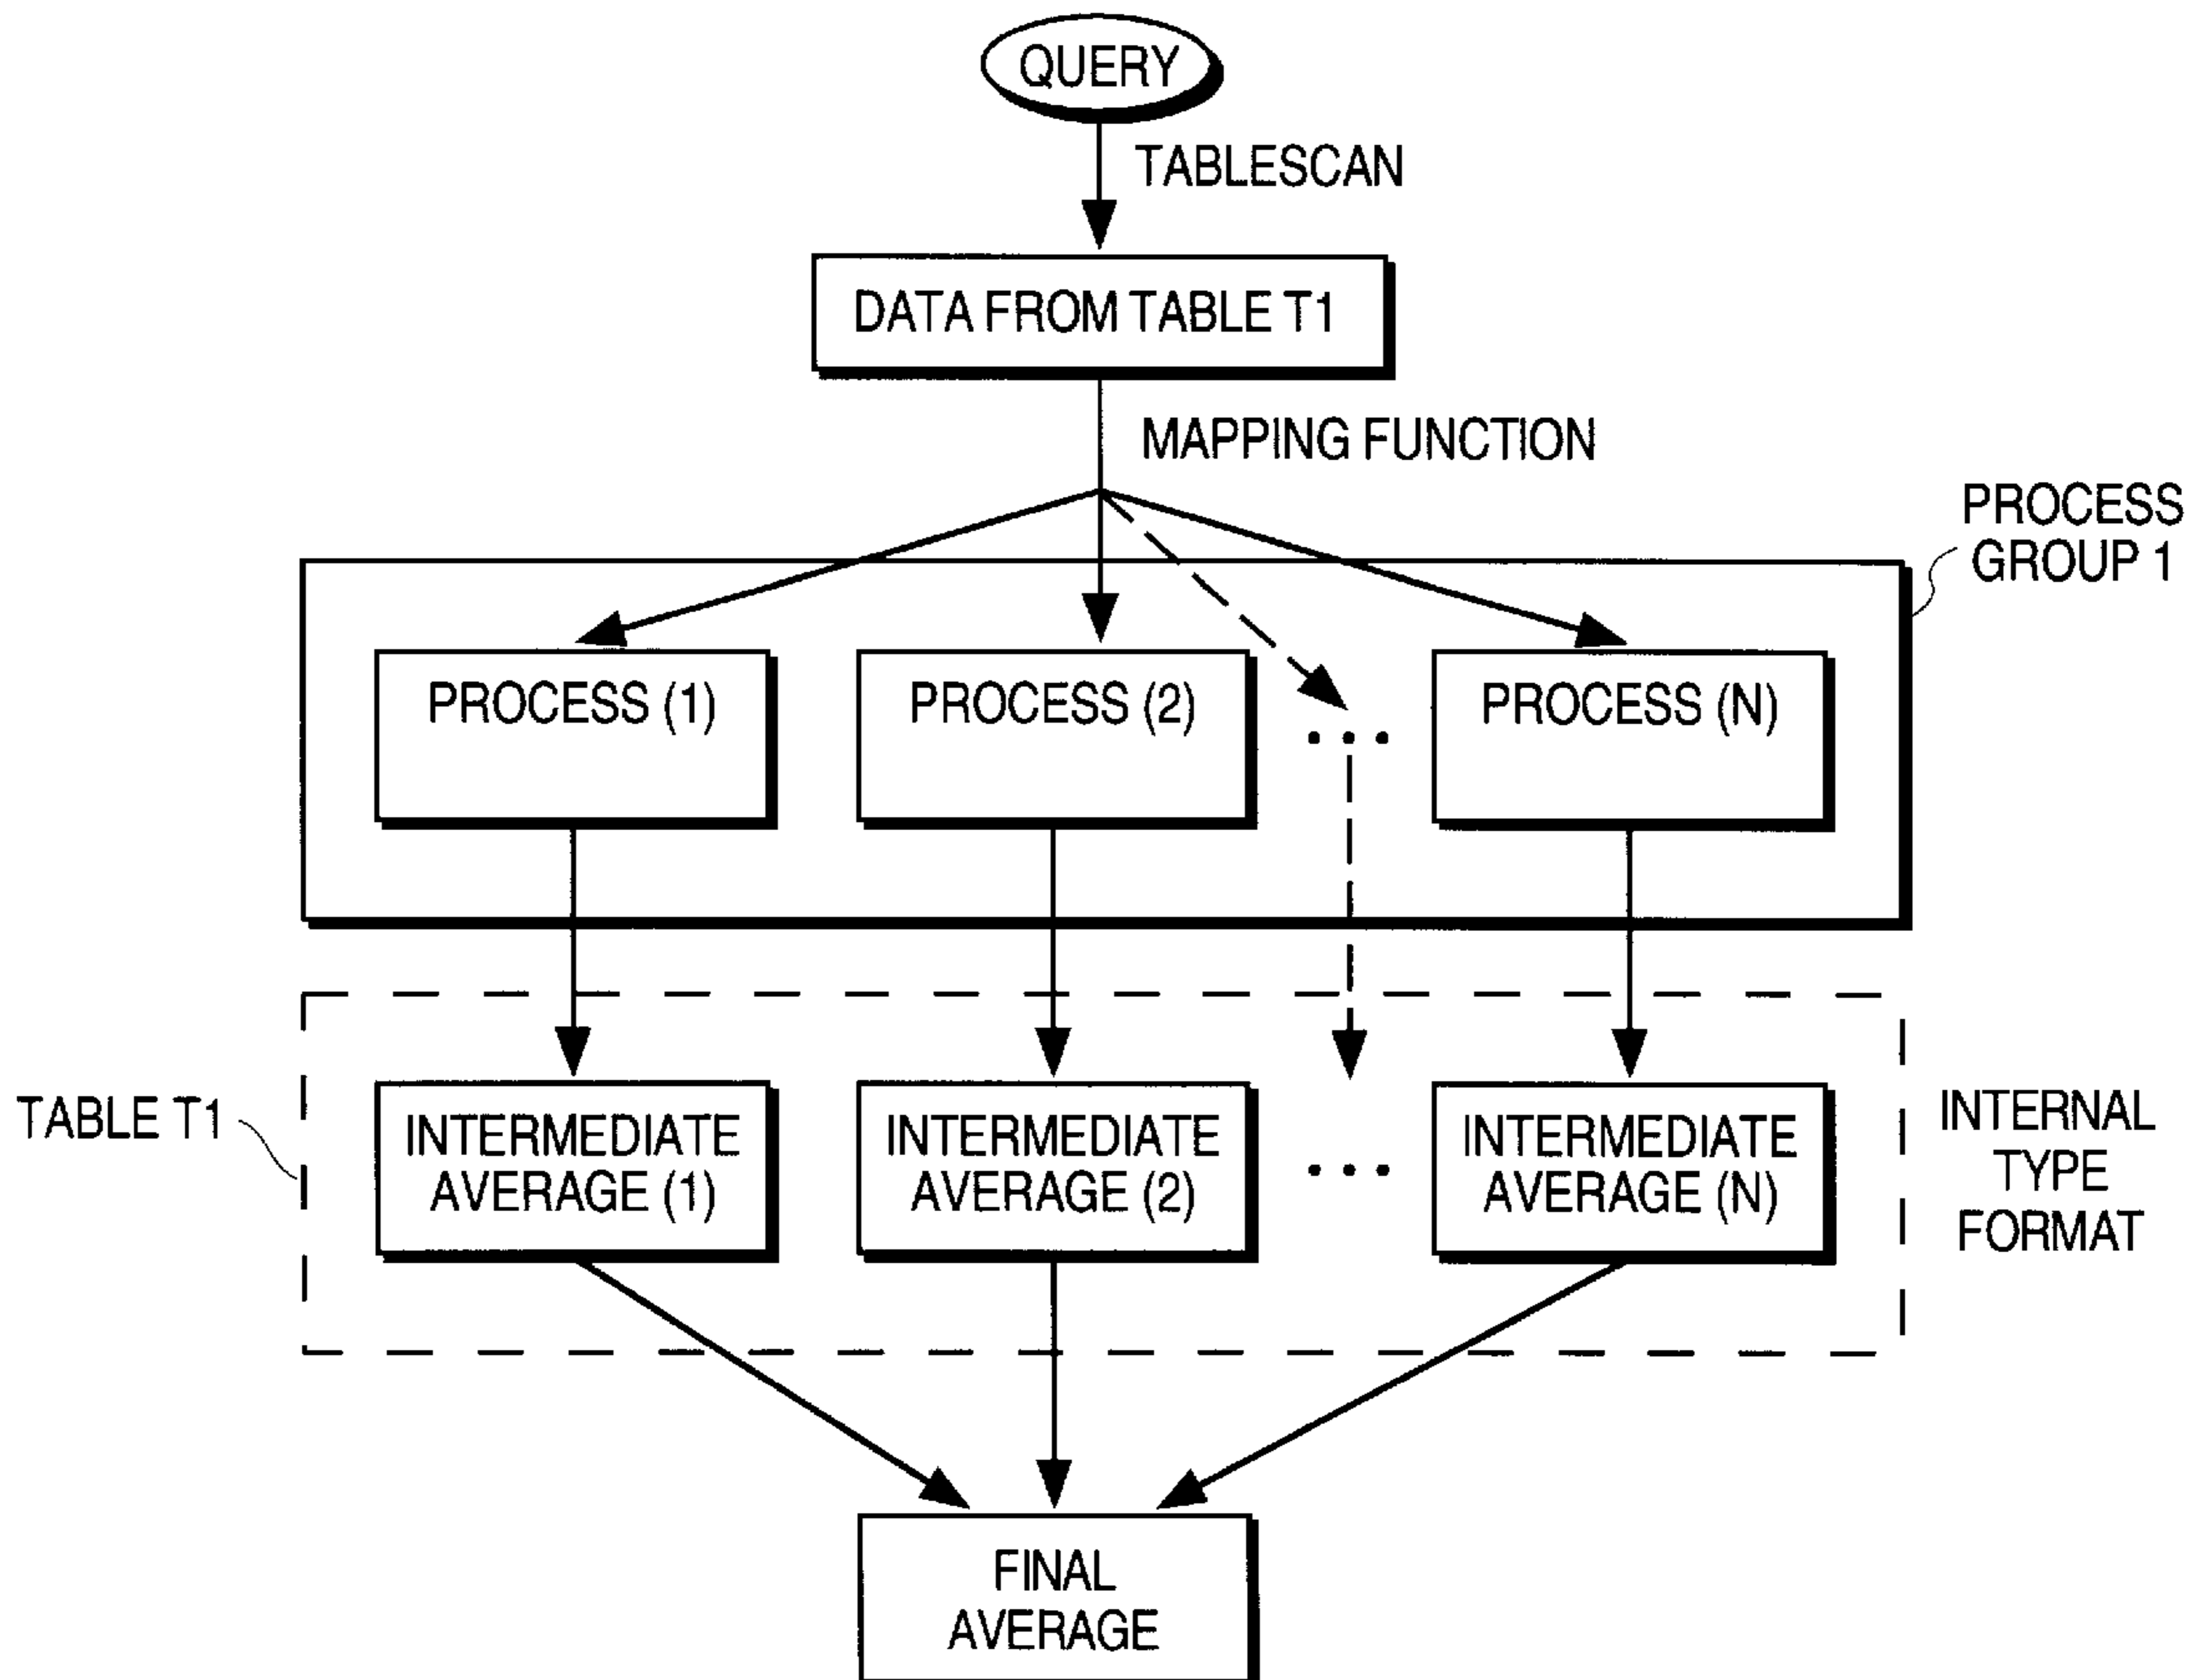 QUERY
TABLESCAN
DATA FROM TABLE T1
MAPPING FUNCTION
PROCESS
GROUP 1
PROCESS (1)
PROCESS (2)
• • •
PROCESS (N)
TABLE T1
INTERMEDIATE
AVERAGE (1)
INTERMEDIATE
AVERAGE (2)
• • •
INTERMEDIATE
AVERAGE (N)
INTERNAL
TYPE
FORMAT
FINAL
AVERAGE